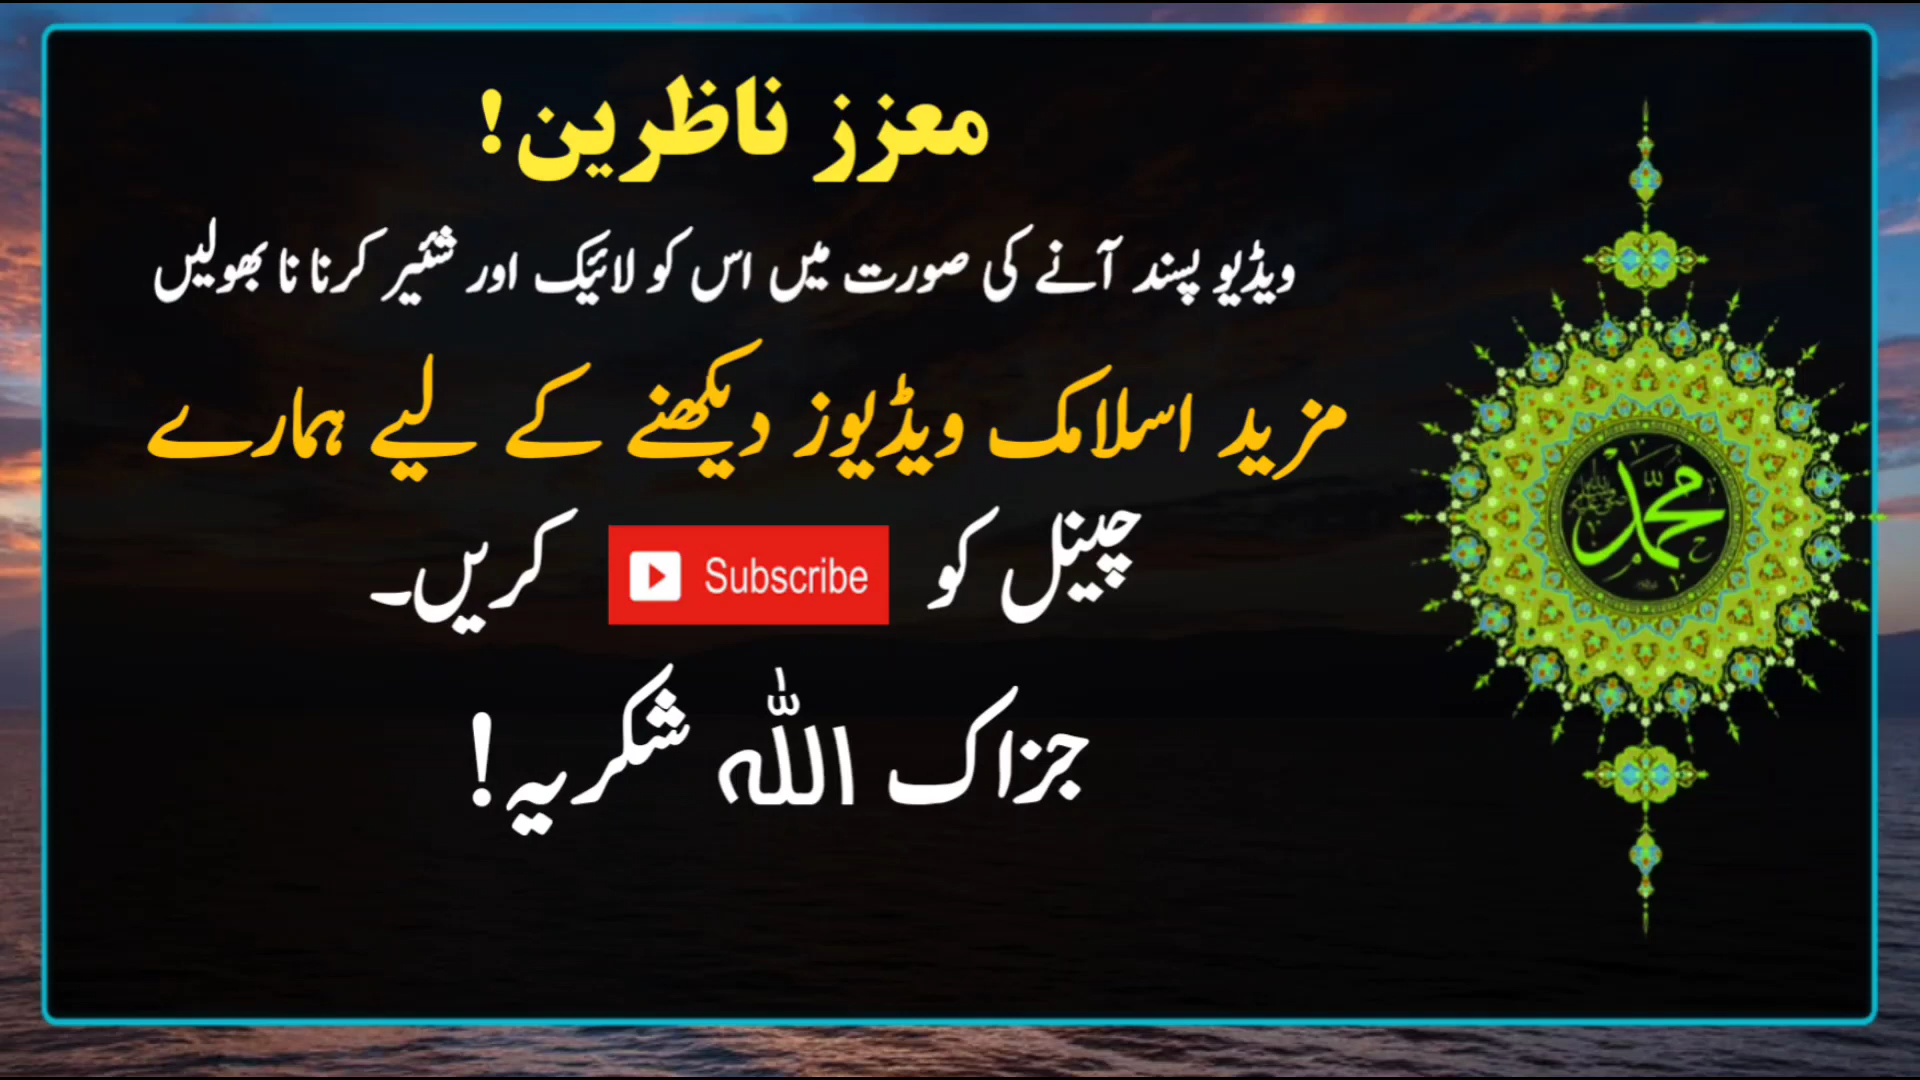 معزز ناظرین!
ویڈیو پسند آنے کی صورت میں اس کو لائیک اور شئیر کرنا نا بھولیں
مزید اسلامک ویڈیوز دیکھنے کے لیے ہمارے
چینل کو Subscribe کریں۔
جزاک اللہ شکریہ!
محمد